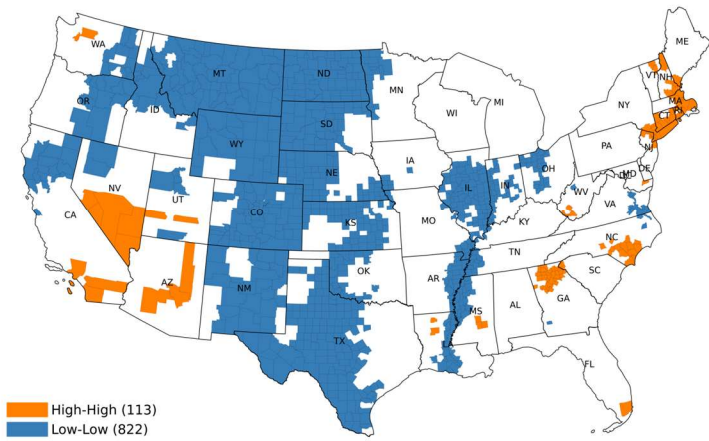 WA
ME
MT
ND
VT
NH
MN
OR
ID
MA
NY
RI
CT
WI
MI
SD
WY
PA
NJ
IA
NE
OH
DE
MD
NV
UT
IL
IN
WV
CA
CO
VA
KS
MO
KY
NC
TN
OK
AZ
NM
AR
SC
MS
AL
GA
TX
LA
FL
High-High (113)
Low-Low (822)